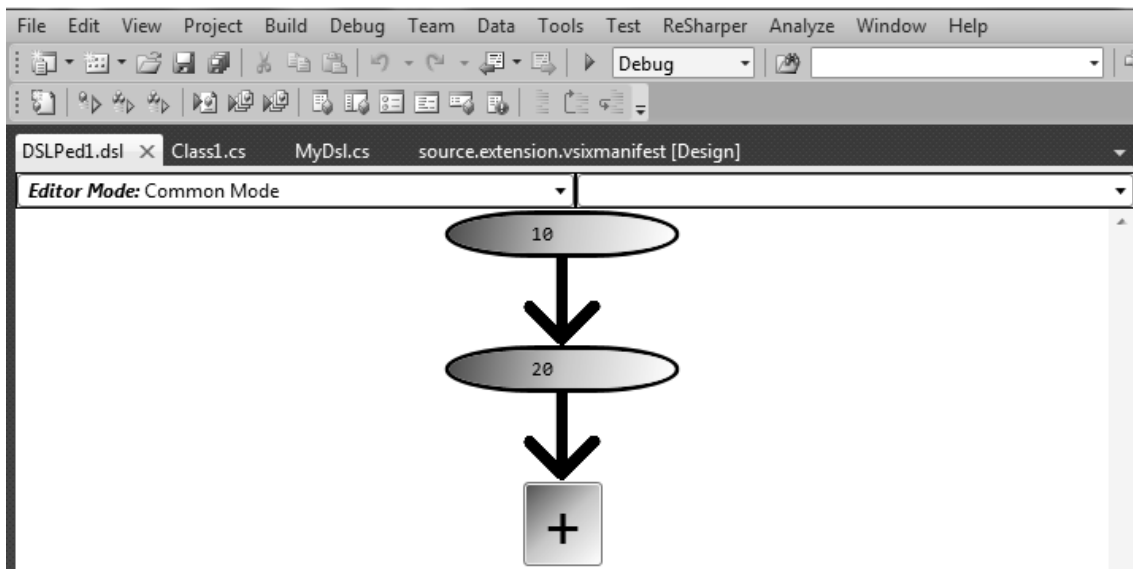 File Edit View Project Build Debug Team Data Tools Test ReSharper Analyze Window Help
Debug
DSLPed1.dsl Class1.cs MyDsl.cs source.extension.vsixmanifest [Design]
Editor Mode: Common Mode
10
20
+